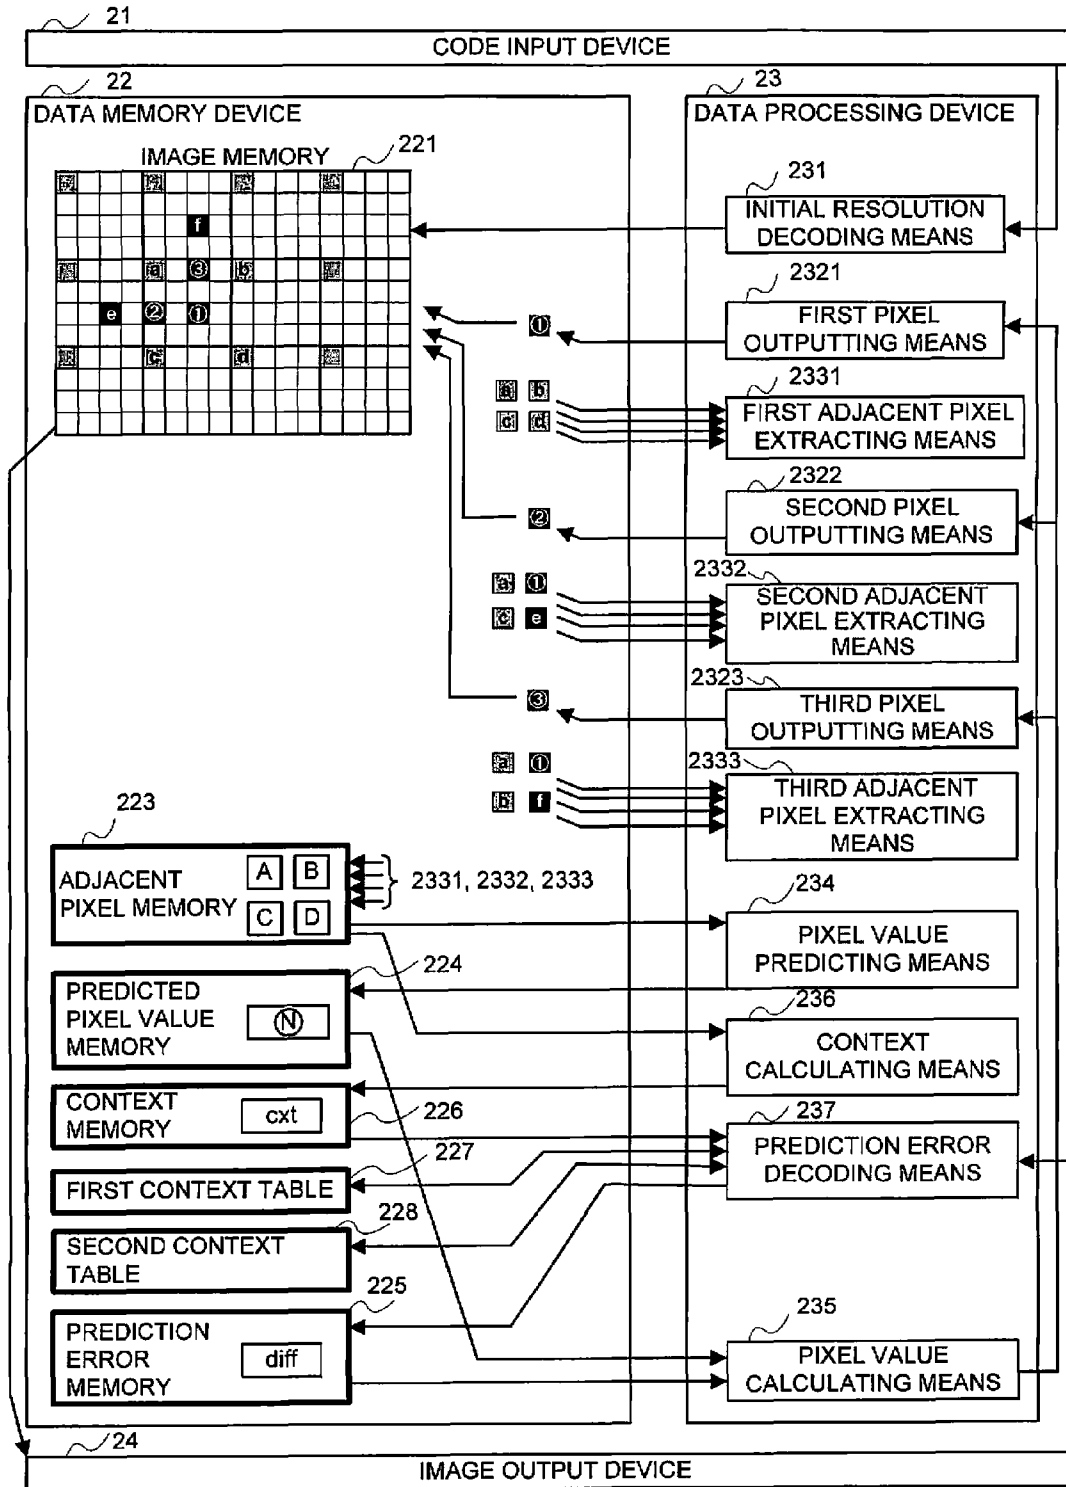 21
CODE INPUT DEVICE
22
DATA MEMORY DEVICE
23
DATA PROCESSING DEVICE
IMAGE MEMORY
221
f
a ③ b
e ② ①
c d
231
INITIAL RESOLUTION
DECODING MEANS
2321
FIRST PIXEL
OUTPUTTING MEANS
①
2331
FIRST ADJACENT PIXEL
EXTRACTING MEANS
a b
c d
2322
SECOND PIXEL
OUTPUTTING MEANS
②
2332
SECOND ADJACENT
PIXEL EXTRACTING
MEANS
a ①
c e
2323
THIRD PIXEL
OUTPUTTING MEANS
③
2333
THIRD ADJACENT
PIXEL EXTRACTING
MEANS
a ①
b f
223
ADJACENT
PIXEL MEMORY
A B
C D
2331, 2332, 2333
234
PIXEL VALUE
PREDICTING MEANS
224
PREDICTED
PIXEL VALUE
MEMORY
Ⓝ
236
CONTEXT
CALCULATING MEANS
CONTEXT
MEMORY
cxt
226
237
PREDICTION ERROR
DECODING MEANS
227
FIRST CONTEXT TABLE
228
SECOND CONTEXT
TABLE
225
PREDICTION
ERROR
MEMORY
diff
235
PIXEL VALUE
CALCULATING MEANS
24
IMAGE OUTPUT DEVICE